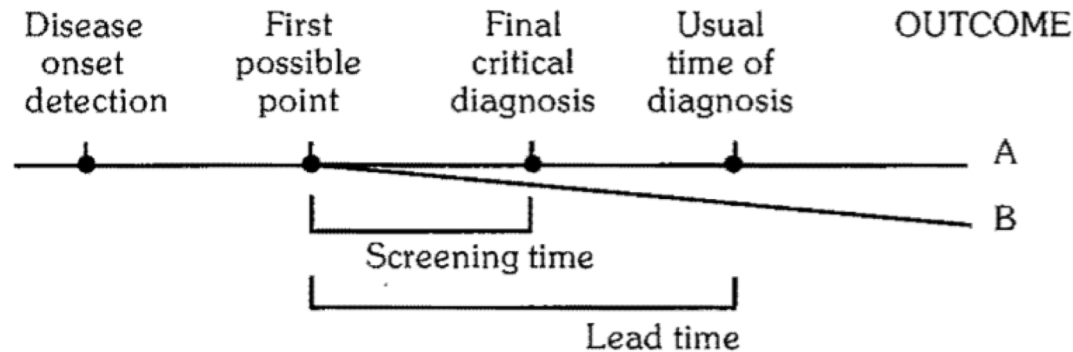 Disease
onset
detection
First
possible
point
Final
critical
diagnosis
Usual
time of
diagnosis
OUTCOME
A
B
Screening time
Lead time